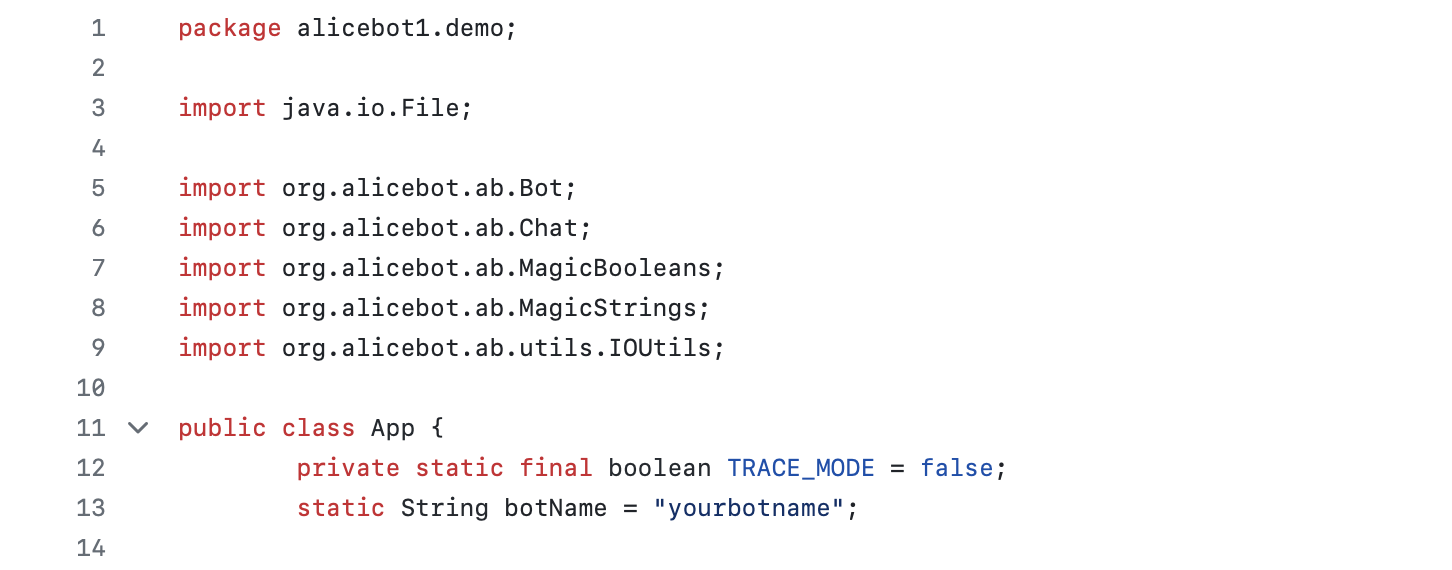 1 package alicebot1.demo;
2
3 import java.io.File;
4
5 import org.alicebot.ab.Bot;
6 import org.alicebot.ab.Chat;
7 import org.alicebot.ab.MagicBooleans;
8 import org.alicebot.ab.MagicStrings;
9 import org.alicebot.ab.utils.IOUtils;
10
11 public class App {
12 private static final boolean TRACE_MODE = false;
13 static String botName = "yourbotname";
14